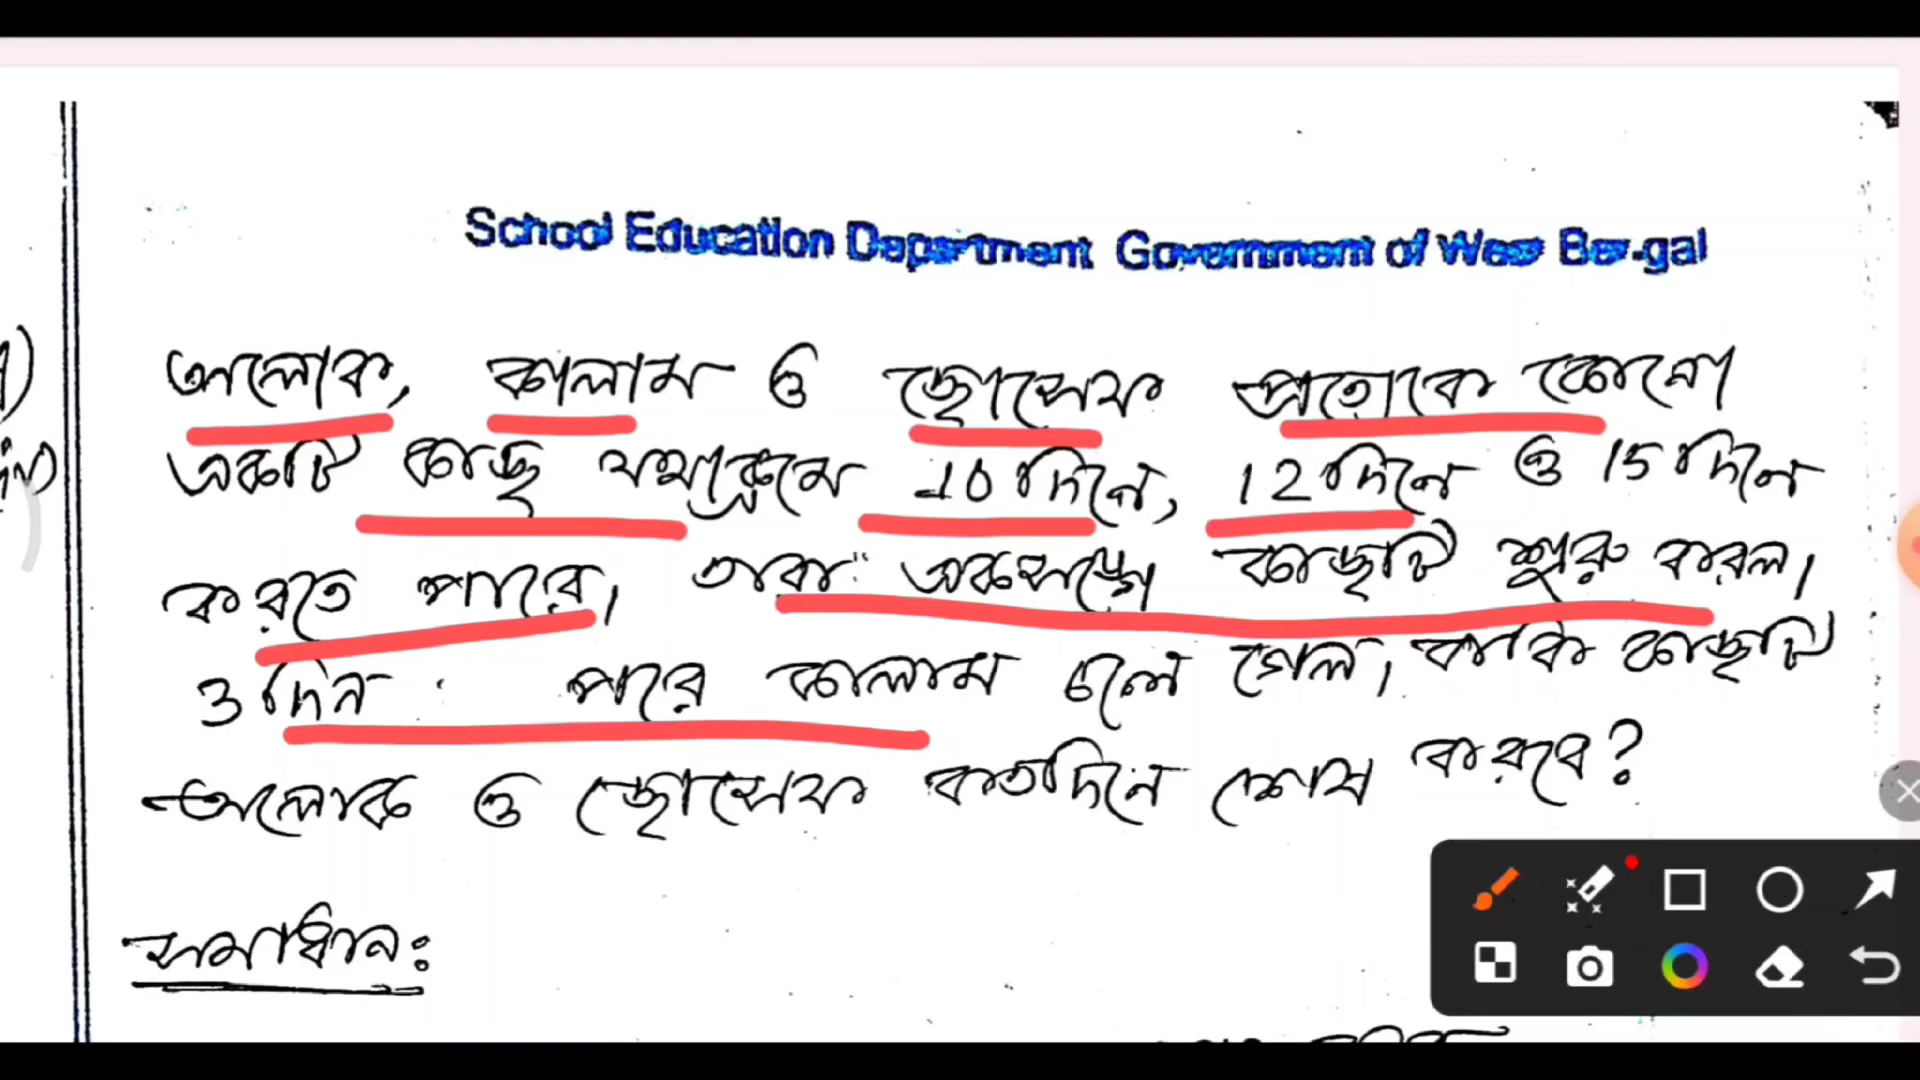 School Education Department Government of West Bengal
আলোক, কালাম ও জোসেফ প্রত্যেকে কোনো
একটি কাজ যথাক্রমে 10 দিনে, 12 দিনে ও 15 দিনে
করতে পারে। তারা একসঙ্গে কাজটি শুরু করল।
3 দিন পরে কালাম চলে গেল। বাকি কাজটি
আলোক ও জোসেফ কতদিনে শেষ করবে?
সমাধান: